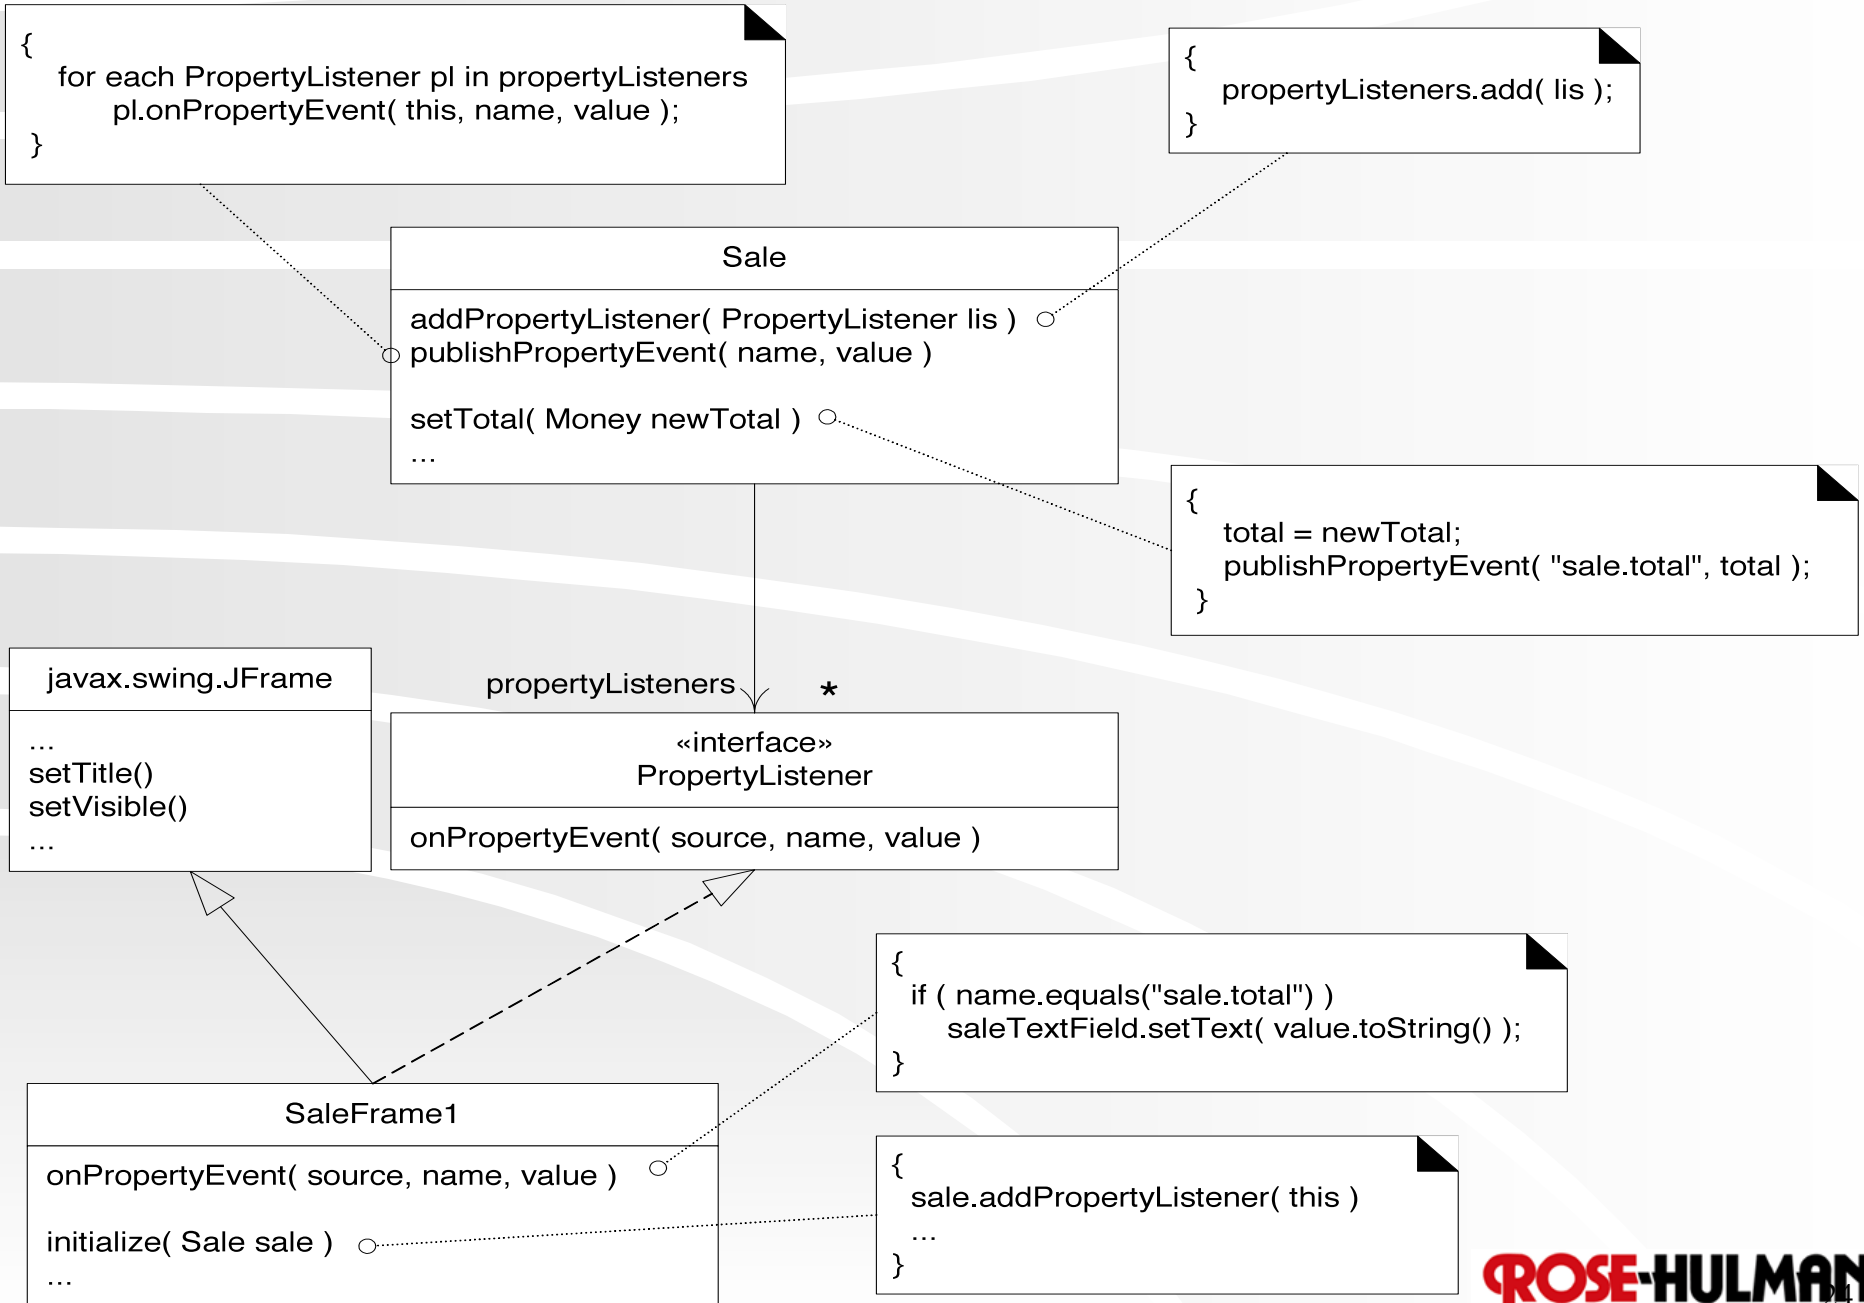 {
for each PropertyListener pl in propertyListeners
pl.onPropertyEvent( this, name, value );
}
{
propertyListeners.add( lis );
}
Sale
addPropertyListener( PropertyListener lis )
publishPropertyEvent( name, value )
setTotal( Money newTotal )
...
{
total = newTotal;
publishPropertyEvent( "sale.total", total );
}
javax.swing.JFrame
...
setTitle()
setVisible()
...
propertyListeners
*
«interface»
PropertyListener
onPropertyEvent( source, name, value )
{
if ( name.equals("sale.total") )
saleTextField.setText( value.toString() );
}
SaleFrame1
onPropertyEvent( source, name, value )
initialize( Sale sale )
...
{
sale.addPropertyListener( this )
...
}
ROSE-HULMAN